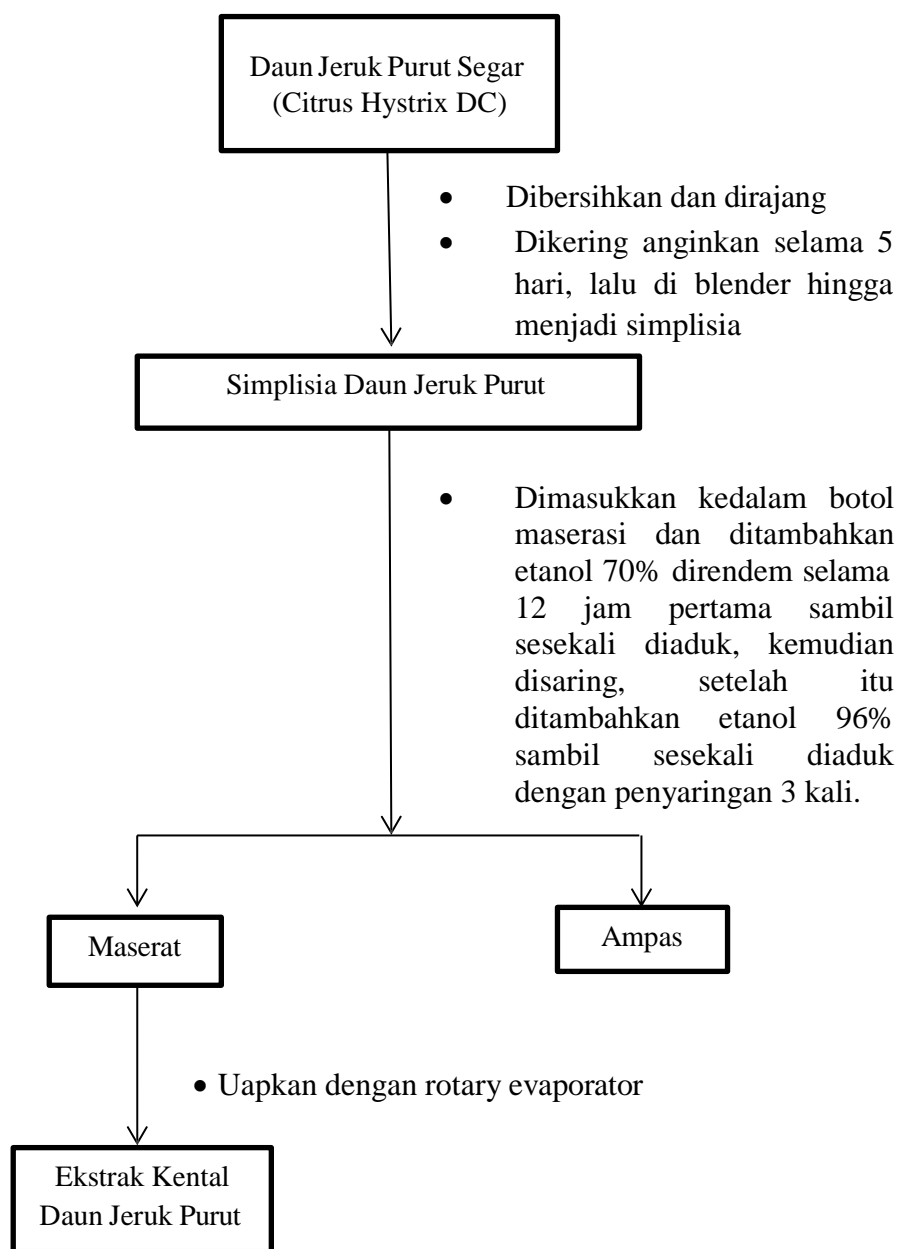 Daun Jeruk Purut Segar
(Citrus Hystrix DC)
• Dibersihkan dan dirajang
• Dikering anginkan selama 5
hari, lalu di blender hingga
menjadi simplisia
Simplisia Daun Jeruk Purut
• Dimasukkan kedalam botol
maserasi dan ditambahkan
etanol 70% direndem selama
12 jam pertama sambil
sesekali diaduk, kemudian
disaring, setelah itu
ditambahkan etanol 96%
sambil sesekali diaduk
dengan penyaringan 3 kali.
Maserat
Ampas
• Uapkan dengan rotary evaporator
Ekstrak Kental
Daun Jeruk Purut